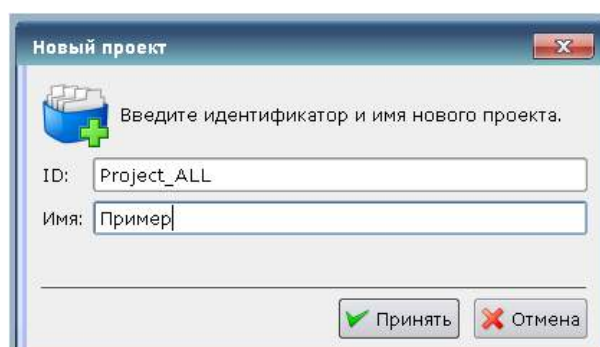 Новый проект
Введите идентификатор и имя нового проекта.
ID: Project_ALL
Имя: Пример
Принять Отмена